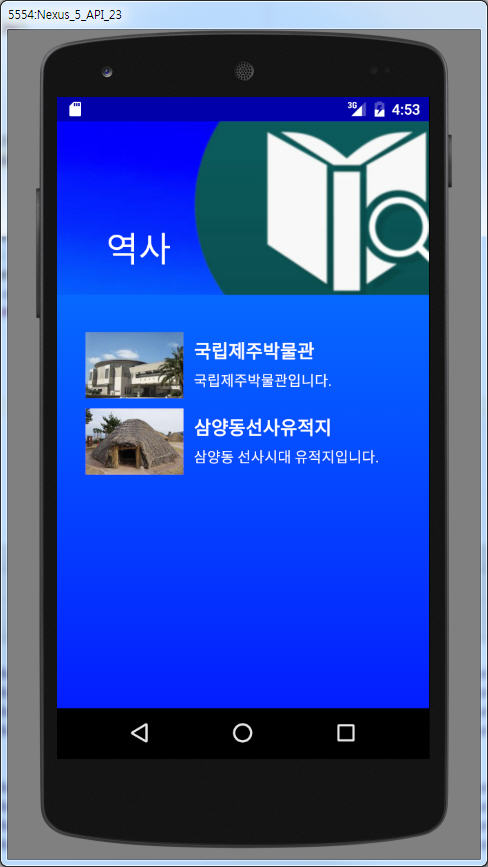 5554:Nexus_5_API_23
3G 4:53
역사
국립제주박물관
국립제주박물관입니다.
삼양동선사유적지
삼양동 선사시대 유적지입니다.